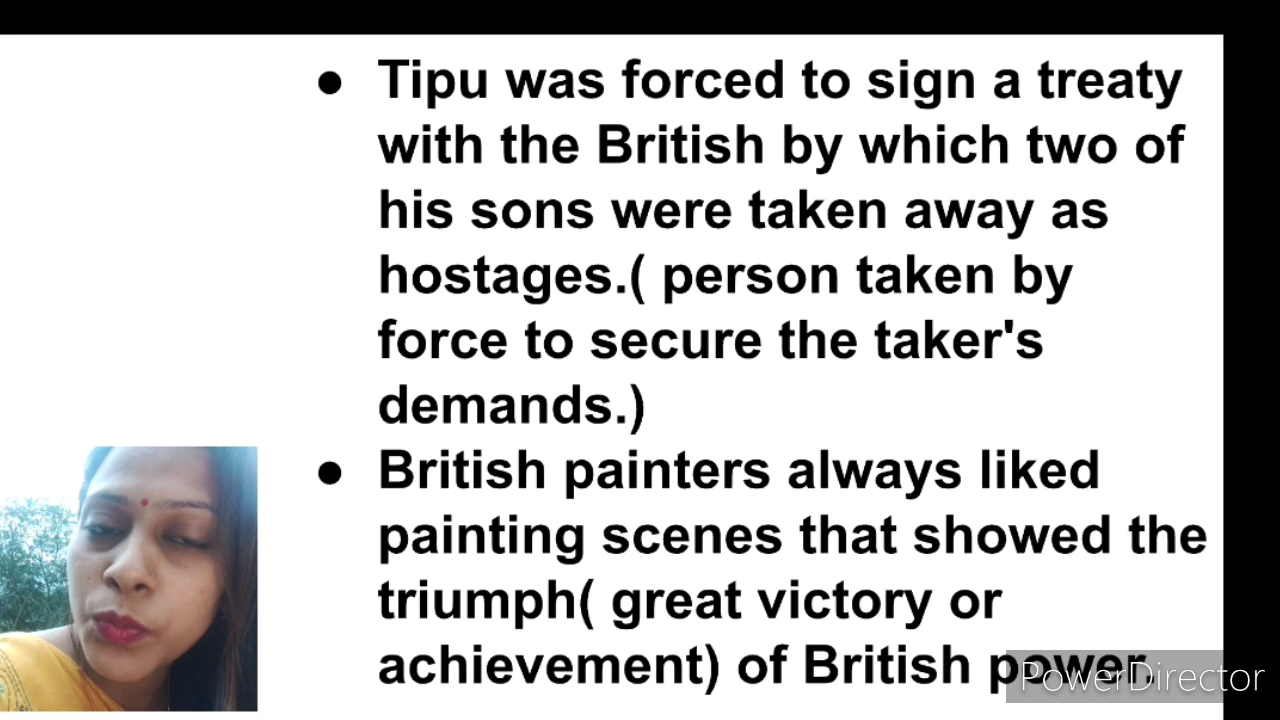 ● Tipu was forced to sign a treaty
with the British by which two of
his sons were taken away as
hostages.( person taken by
force to secure the taker's
demands.)
● British painters always liked
painting scenes that showed the
triumph( great victory or
achievement) of British power.
PowerDirector